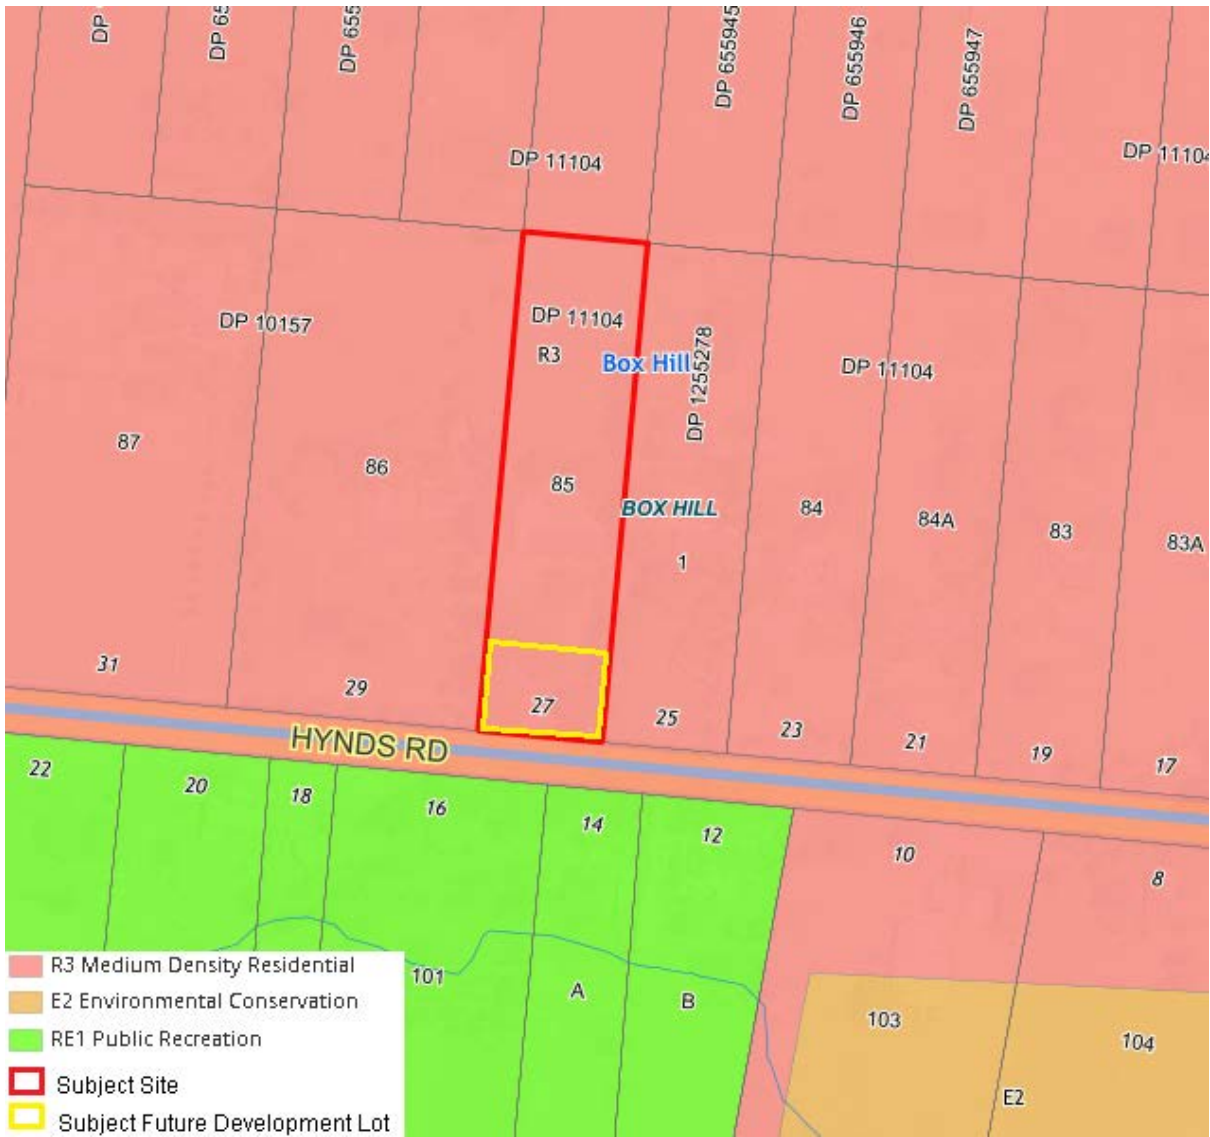 DP
DP 65
DP 655
DP 655945
DP 655946
DP 655947
DP 11104
DP 11104
DP 10157
DP 11104
R3
Box Hill
DP 1255278
DP 11104
87
86
85
BOX HILL
84
84A
83
83A
1
31
29
27
25
23
21
19
17
HYNDS RD
22
20
18
16
14
12
10
8
101
A
B
103
104
E2
R3 Medium Density Residential
E2 Environmental Conservation
RE1 Public Recreation
Subject Site
Subject Future Development Lot